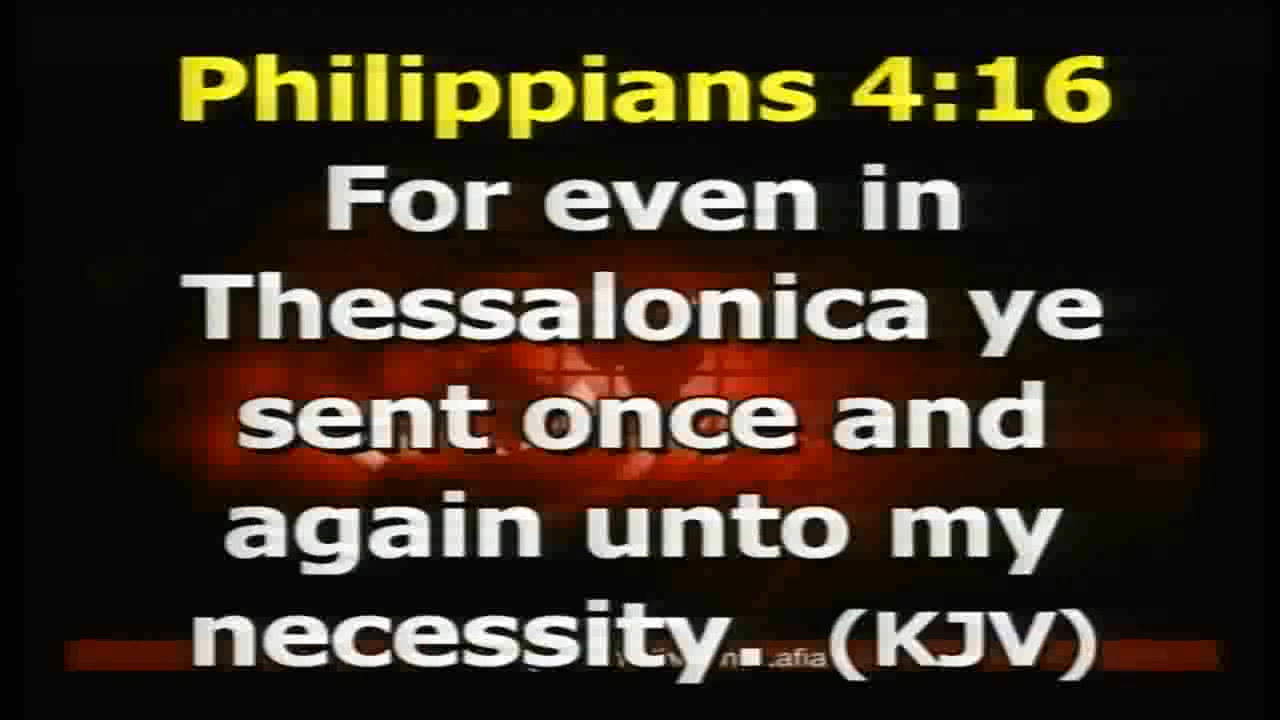 Philippians 4:16
For even in
Thessalonica ye
sent once and
again unto my
necessity. (KJV)